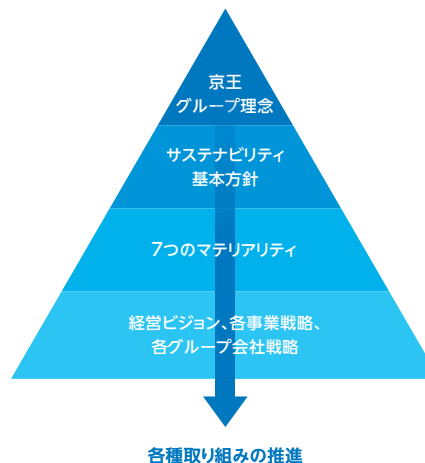 京王
グループ理念
サステナビリティ
基本方針
7つのマテリアリティ
経営ビジョン、各事業戦略、
各グループ会社戦略
各種取り組みの推進